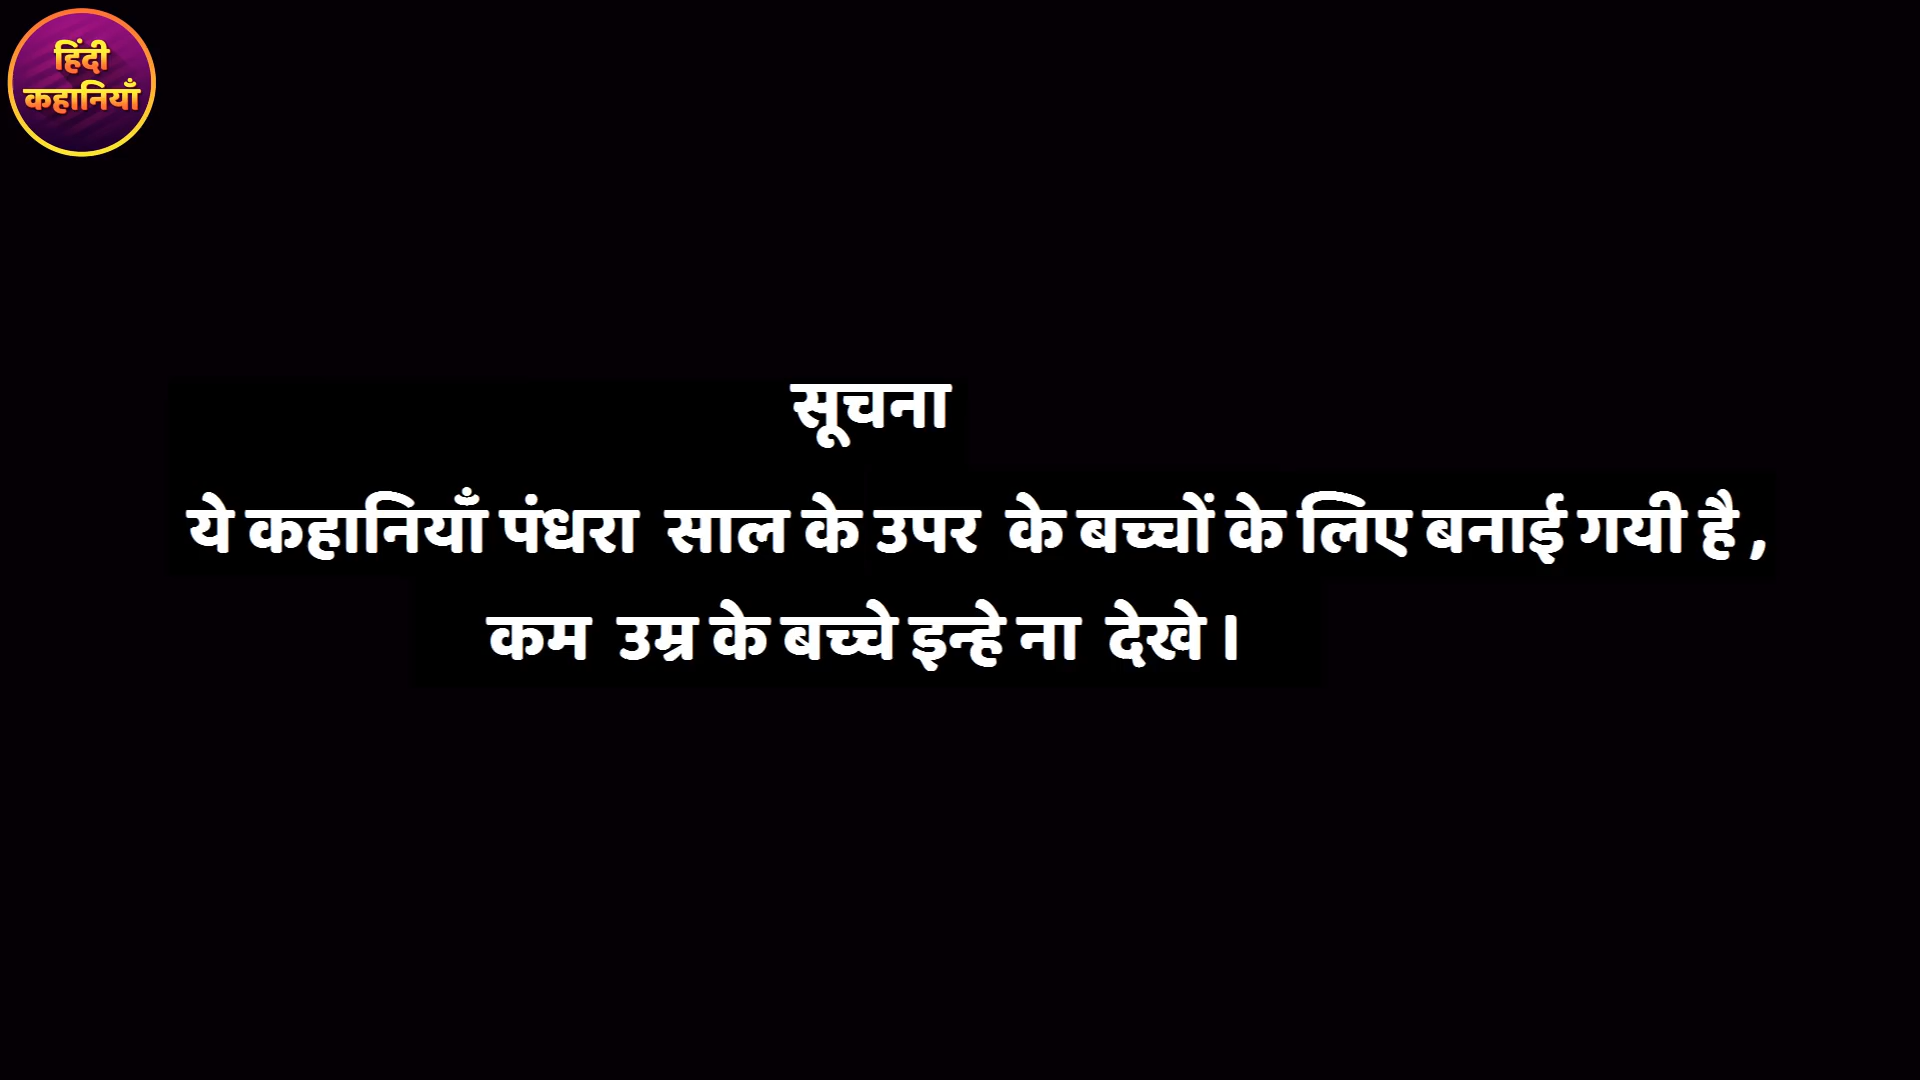 हिंदी
कहानियाँ
सूचना
ये कहानियाँ पंधरा साल के उपर के बच्चों के लिए बनाई गयी है ,
कम उम्र के बच्चे इन्हे ना देखे ।